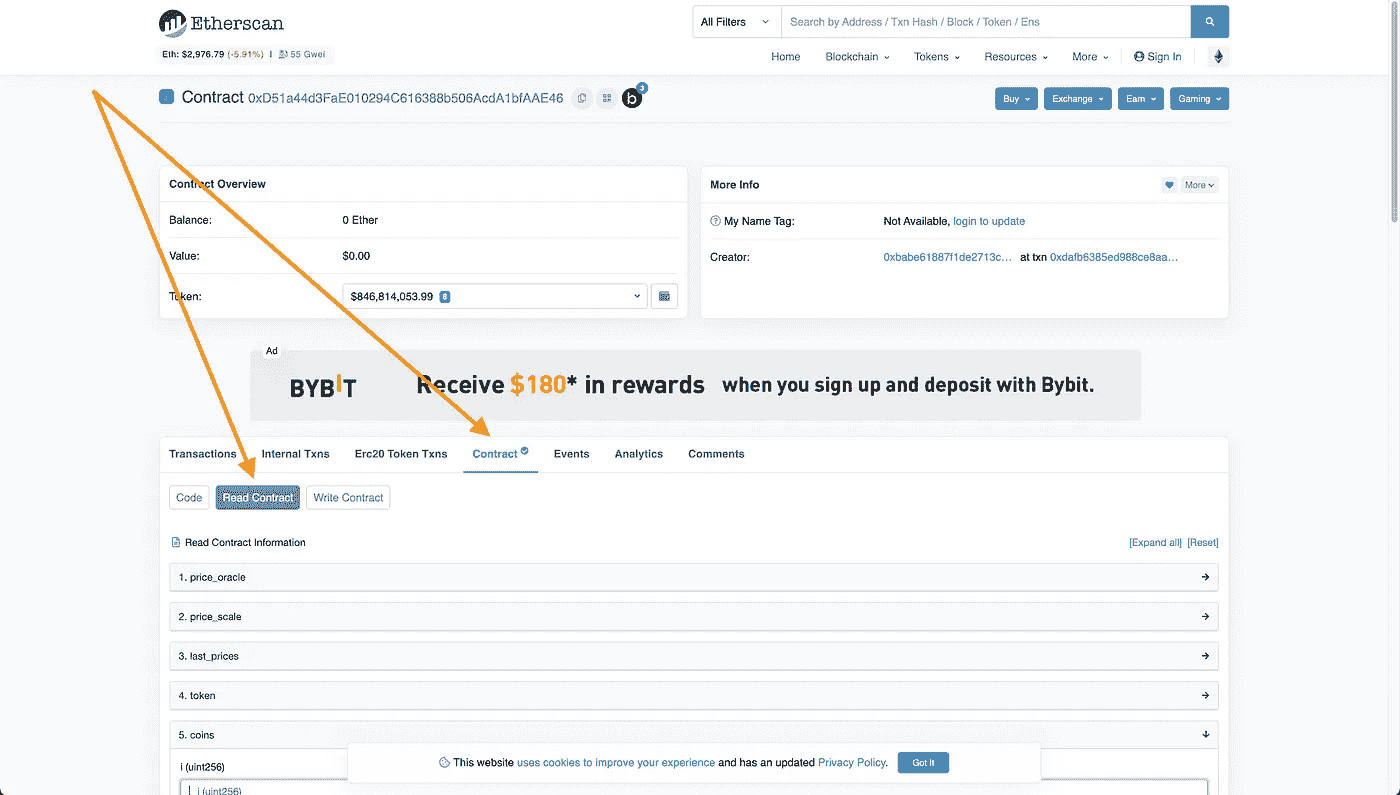 Etherscan
All Filters
Search by Address / Txn Hash / Block / Token / Ens
Eth: $2,976.79 (-5.91%) | 55 Gwei
Home Blockchain Tokens Resources More Sign In
Contract 0xD51a44d3FaE010294C616388b506AcdA1bfAAE46
b 3
Buy Exchange Earn Gaming
Contract Overview
Balance: 0 Ether
Value: $0.00
Token: $846,814,053.99 8
More Info
More
? My Name Tag: Not Available, login to update
Creator: 0xbabe61887f1de2713c... at txn 0xdafb6385ed988ce8aa...
Ad
BYBIT Receive $180* in rewards when you sign up and deposit with Bybit.
Transactions Internal Txns Erc20 Token Txns Contract Events Analytics Comments
Code Read Contract Write Contract
Read Contract Information
[Expand all] [Reset]
1. price_oracle
2. price_scale
3. last_prices
4. token
5. coins
i (uint256)
This website uses cookies to improve your experience and has an updated Privacy Policy. Got It
i (uint256)